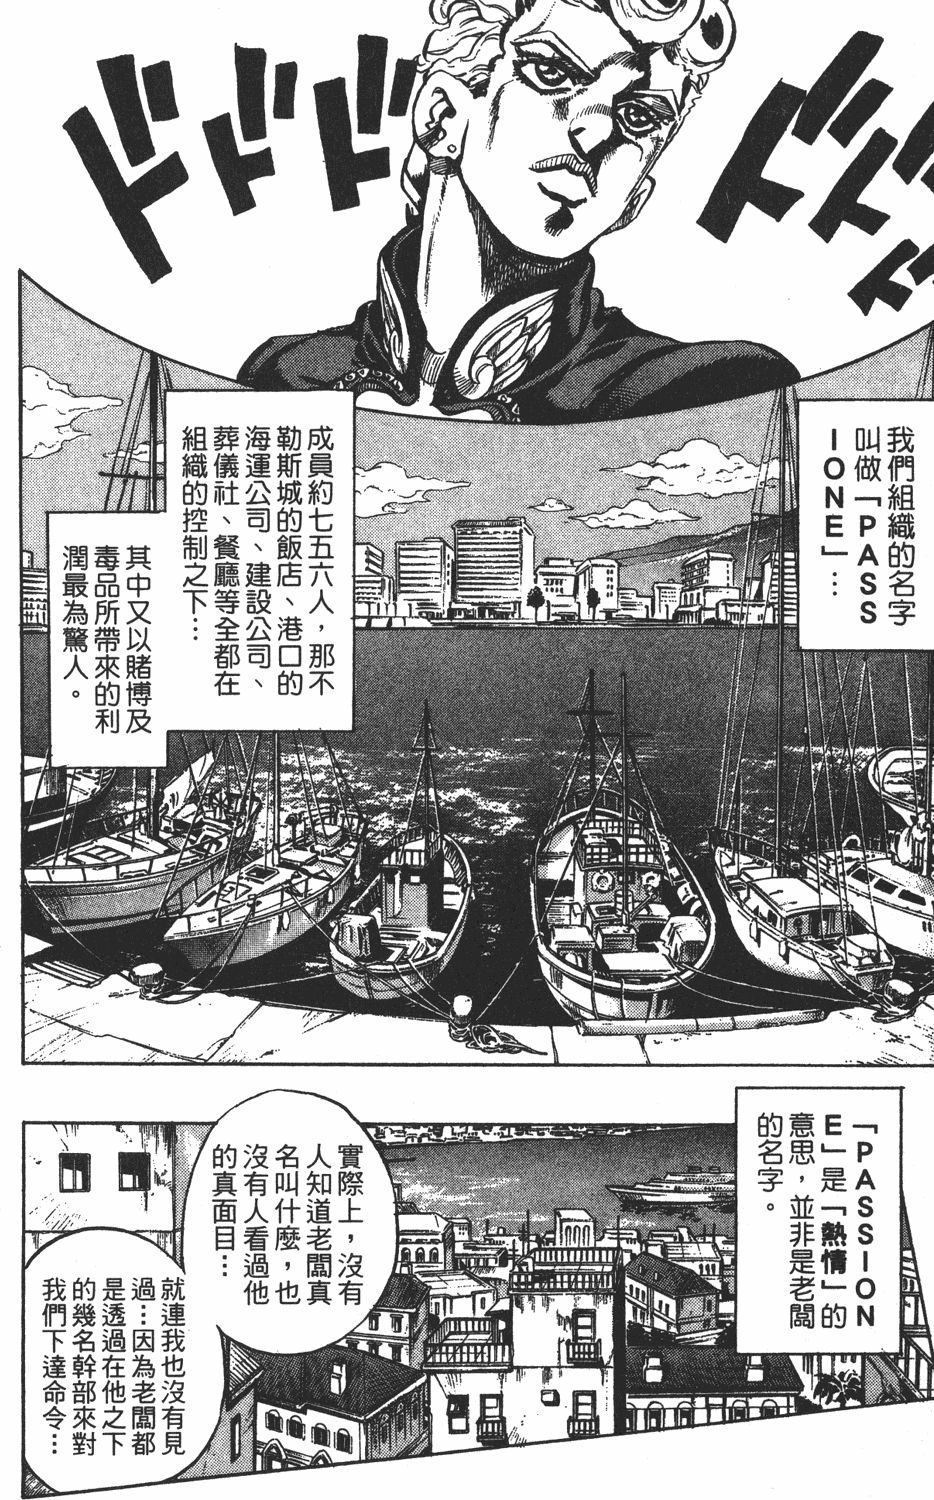 ドドドド
ドドド
我們組織的名字
叫做「PASS
IONE」…
成員約七五六人，那不
勒斯城的飯店、港口的
海運公司、建設公司、
葬儀社、餐廳等全都在
組織的控制之下…
其中又以賭博及
毒品所帶來的利
潤最為驚人。
「PASSION
E」是「熱情」的
意思，並非是老闆
的名字。
實際上，沒有
人知道老闆真
名叫什麼，也
沒有人看過他
的真面目…
就連我也沒有見
過…因為老闆都
是透過在他之下
的幾名幹部來對
我們下達命令…